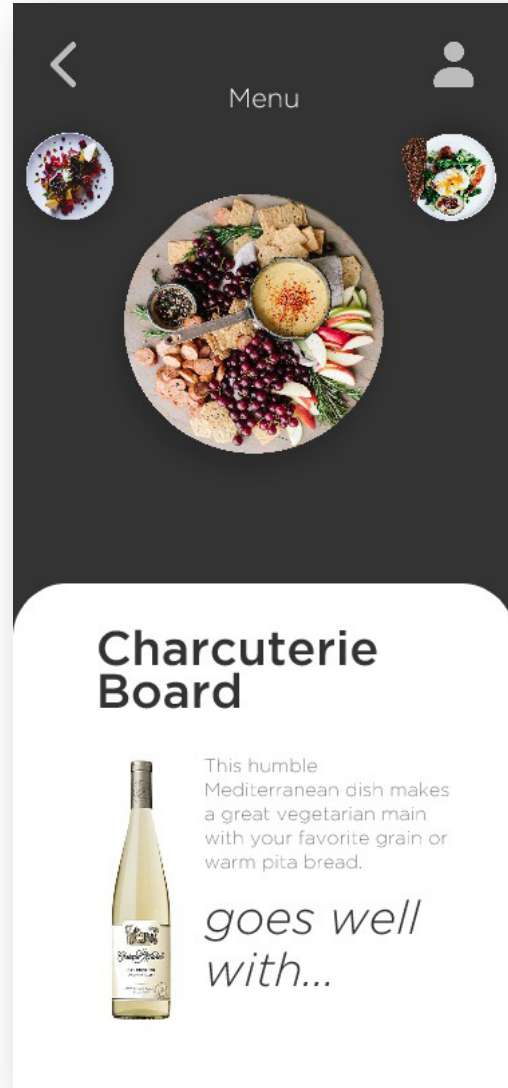 Menu
Charcuterie
Board
This humble
Mediterranean dish makes
a great vegetarian main
with your favorite grain or
warm pita bread.
goes well
with...